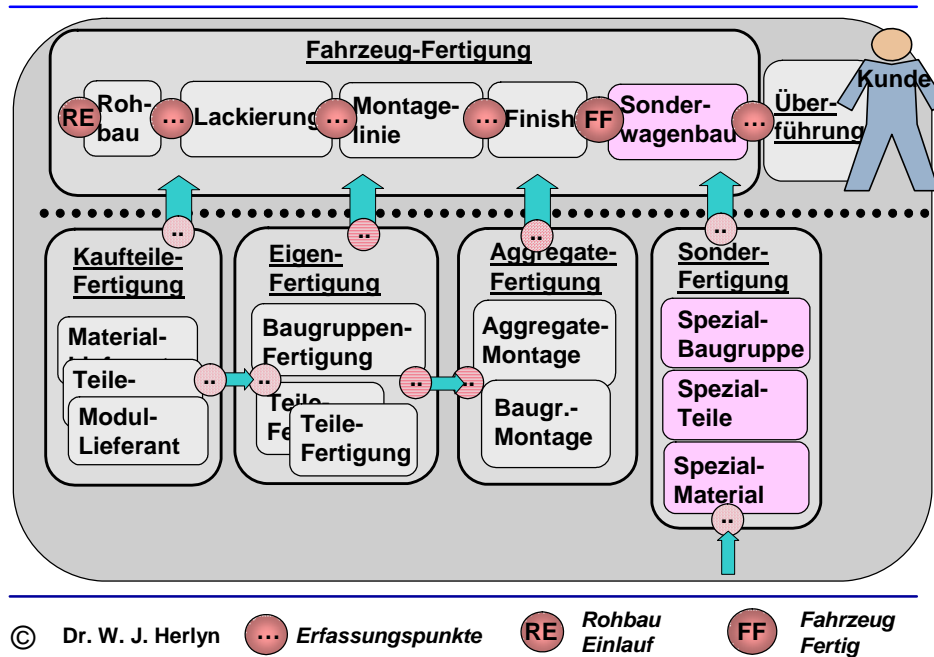 Fahrzeug-Fertigung
RE
Roh-
bau
...
Lackierung
...
Montage-
linie
...
Finish
FF
Sonder-
wagenbau
...
Über-
führung
Kunde
..
..
..
..
Kaufteile-
Fertigung
Material-
Teile-
Modul-
Lieferant
..
Eigen-
Fertigung
Baugruppen-
Fertigung
..
Teile-
Fe
Teile-
Fertigung
..
Aggregate-
Fertigung
Aggregate-
Montage
..
Baugr.-
Montage
Sonder-
Fertigung
Spezial-
Baugruppe
Spezial-
Teile
Spezial-
Material
..
© Dr. W. J. Herlyn
... Erfassungspunkte
RE Rohbau
Einlauf
FF Fahrzeug
Fertig